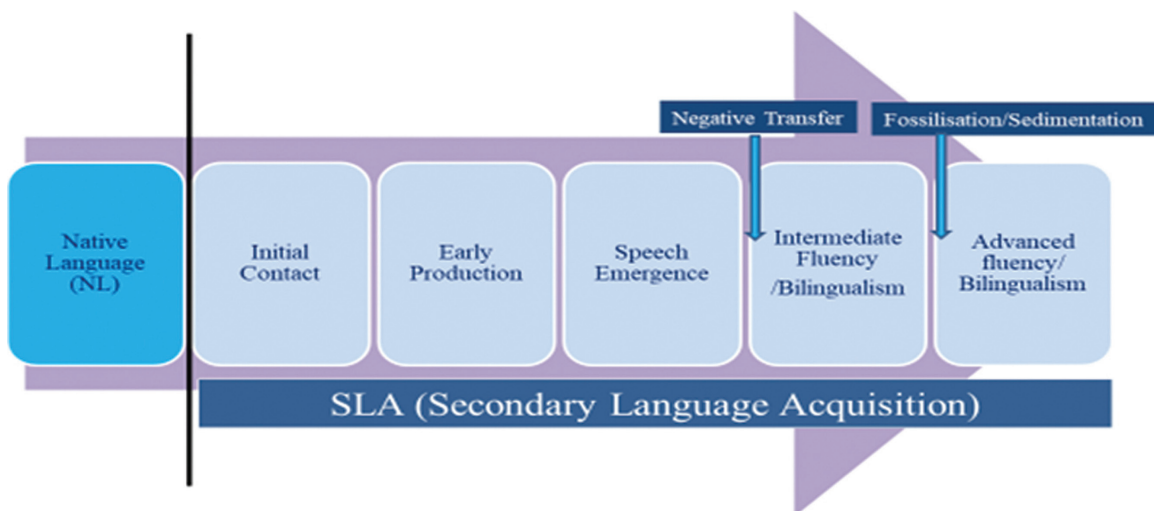 Negative Transfer
Fossilisation/Sedimentation
Native
Language
(NL)
Initial
Contact
Early
Production
Speech
Emergence
Intermediate
Fluency
/Bilingualism
Advanced
fluency/
Bilingualism
SLA (Secondary Language Acquisition)